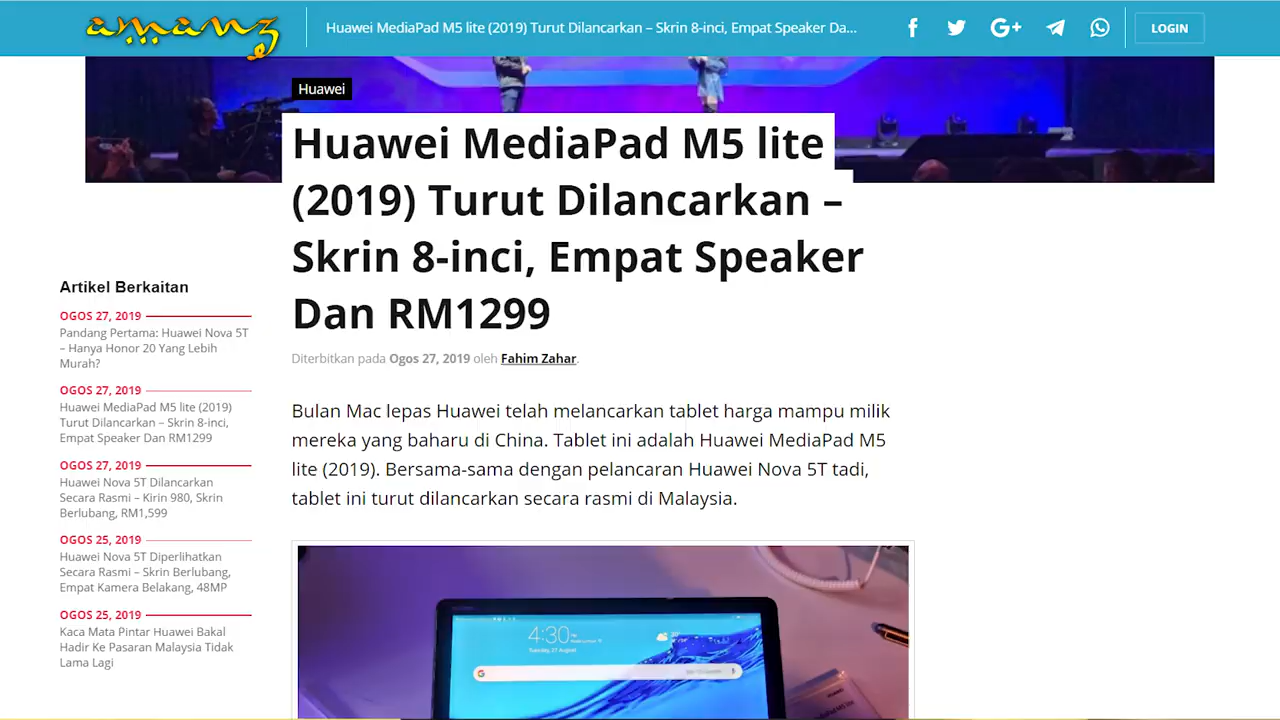 amanz
Huawei MediaPad M5 lite (2019) Turut Dilancarkan – Skrin 8-inci, Empat Speaker Da...
LOGIN
Huawei
Huawei MediaPad M5 lite
(2019) Turut Dilancarkan –
Skrin 8-inci, Empat Speaker
Dan RM1299
Diterbitkan pada Ogos 27, 2019 oleh Fahim Zahar.
Artikel Berkaitan
OGOS 27, 2019
Pandang Pertama: Huawei Nova 5T
– Hanya Honor 20 Yang Lebih
Murah?
OGOS 27, 2019
Huawei MediaPad M5 lite (2019)
Turut Dilancarkan – Skrin 8-inci,
Empat Speaker Dan RM1299
OGOS 27, 2019
Huawei Nova 5T Dilancarkan
Secara Rasmi – Kirin 980, Skrin
Berlubang, RM1,599
OGOS 25, 2019
Huawei Nova 5T Diperlihatkan
Secara Rasmi – Skrin Berlubang,
Empat Kamera Belakang, 48MP
OGOS 25, 2019
Kaca Mata Pintar Huawei Bakal
Hadir Ke Pasaran Malaysia Tidak
Lama Lagi
Bulan Mac lepas Huawei telah melancarkan tablet harga mampu milik
mereka yang baharu di China. Tablet ini adalah Huawei MediaPad M5
lite (2019). Bersama-sama dengan pelancaran Huawei Nova 5T tadi,
tablet ini turut dilancarkan secara rasmi di Malaysia.
4:30
Tuesday, 27 August
MediaPad M5 lite